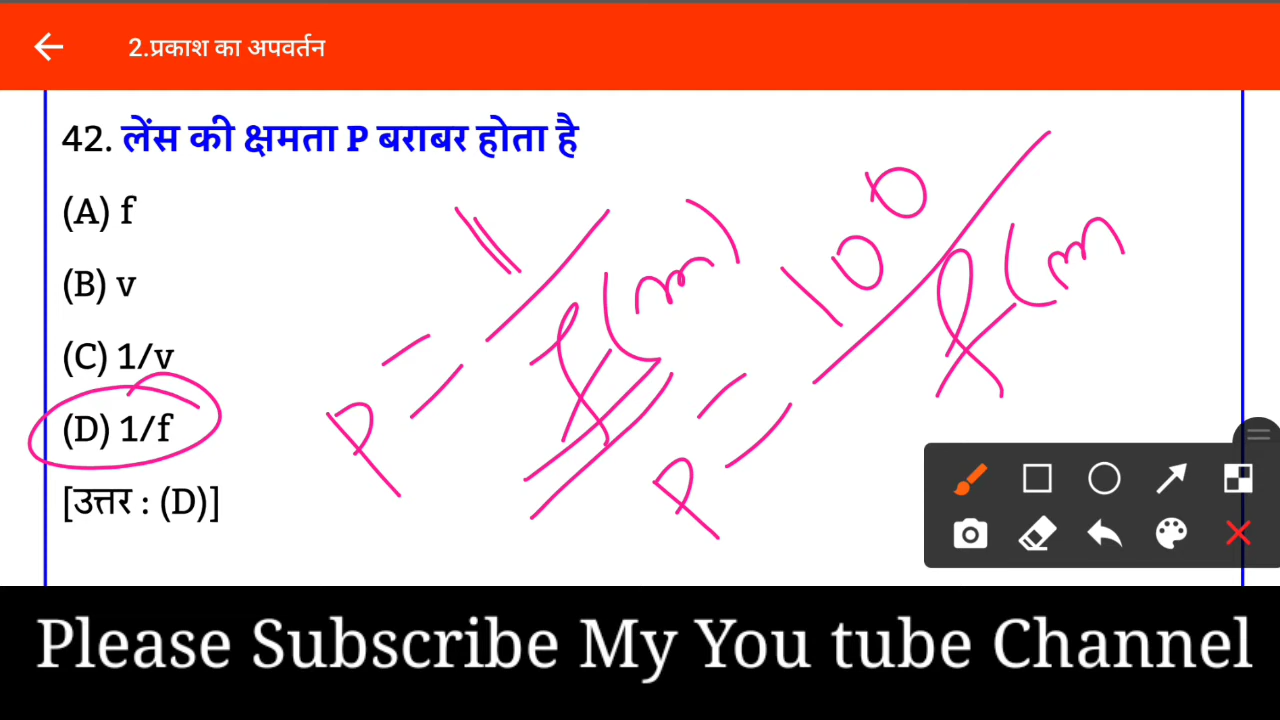 2.प्रकाश का अपवर्तन
42. लेंस की क्षमता P बराबर होता है
(A) f
(B) v
(C) 1/v
(D) 1/f
[उत्तर : (D)]
P = 1/f(m)
P = 100/f(m
Please Subscribe My You tube Channel